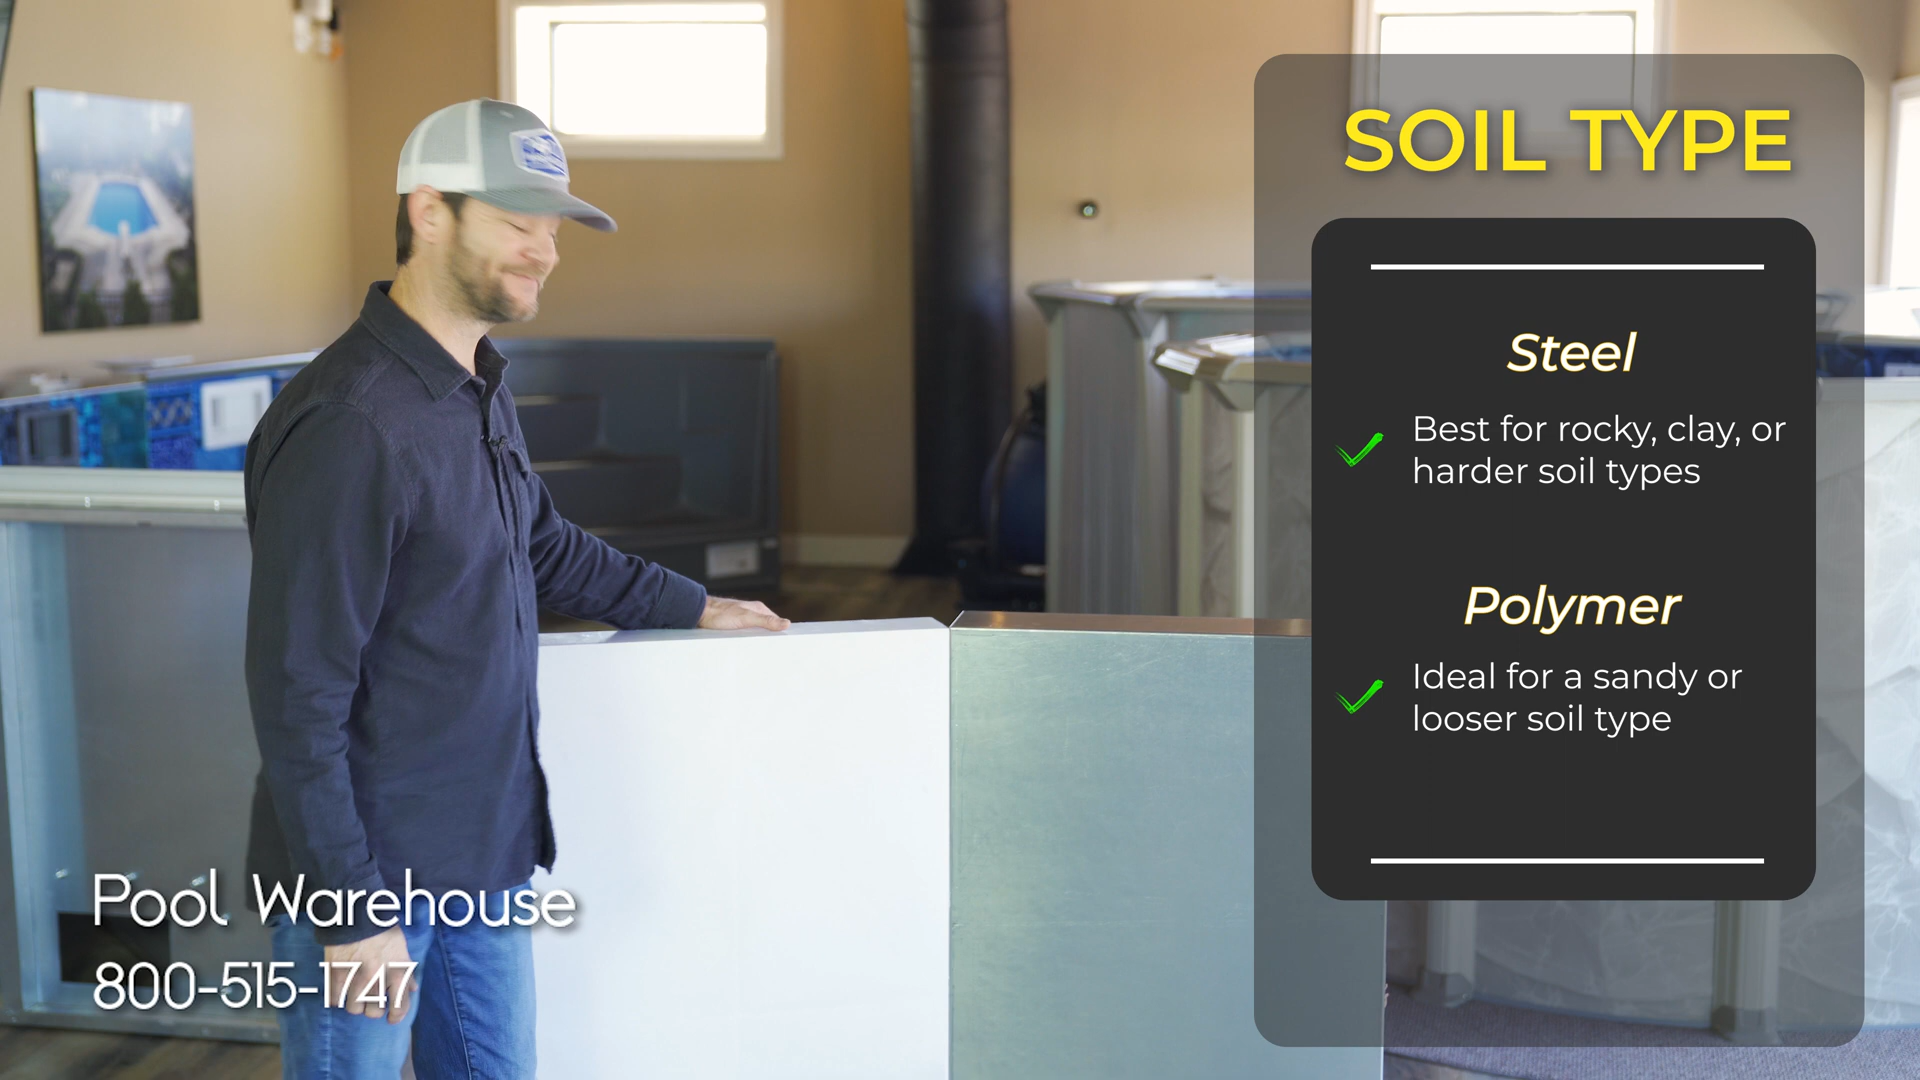 SOIL TYPE
Steel
Best for rocky, clay, or
harder soil types
Polymer
Ideal for a sandy or
looser soil type
Pool Warehouse
800-515-1747